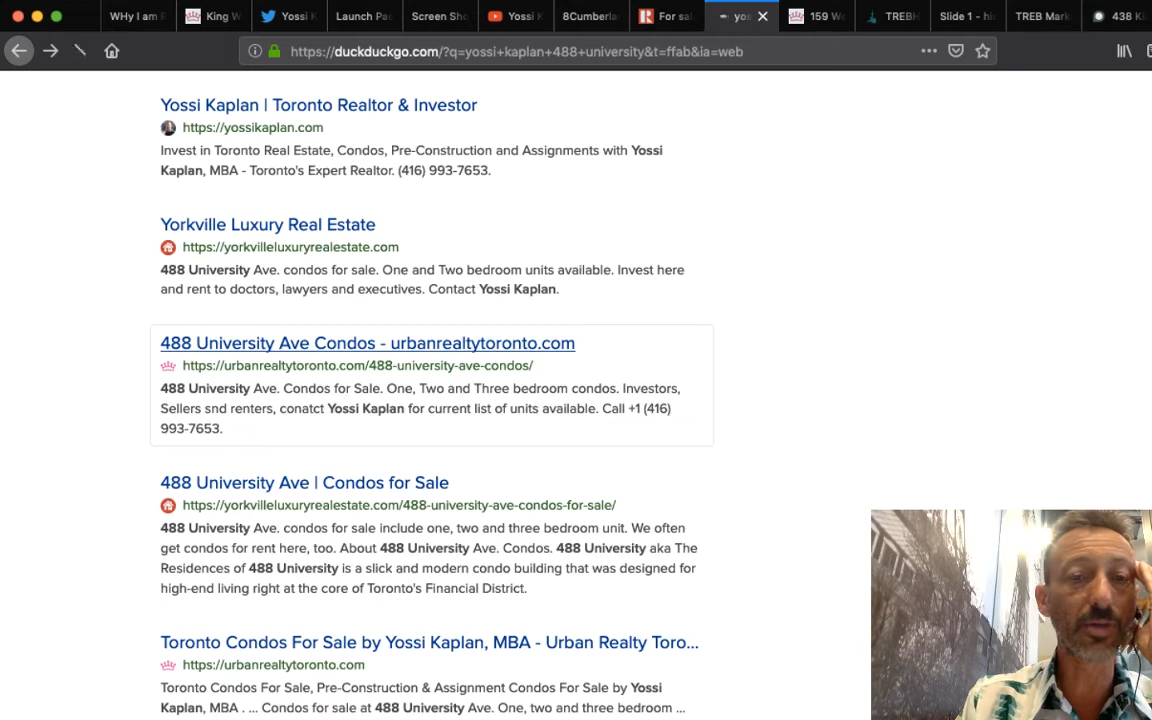 WHy I am
King W
Yossi K
Launch Pac
Screen Sho
Yossi K
8Cumberla
For sal
yos
159 We
TREBH
Slide 1 - hi
TREB Mark
438 Ki
https://duckduckgo.com/?q=yossi+kaplan+488+university&t=ffab&ia=web
Yossi Kaplan | Toronto Realtor & Investor
https://yossikaplan.com
Invest in Toronto Real Estate, Condos, Pre-Construction and Assignments with Yossi
Kaplan, MBA - Toronto's Expert Realtor. (416) 993-7653.
Yorkville Luxury Real Estate
https://yorkvilleluxuryrealestate.com
488 University Ave. condos for sale. One and Two bedroom units available. Invest here
and rent to doctors, lawyers and executives. Contact Yossi Kaplan.
488 University Ave Condos - urbanrealtytoronto.com
https://urbanrealtytoronto.com/488-university-ave-condos/
488 University Ave. Condos for Sale. One, Two and Three bedroom condos. Investors,
Sellers snd renters, conatct Yossi Kaplan for current list of units available. Call +1 (416)
993-7653.
488 University Ave | Condos for Sale
https://yorkvilleluxuryrealestate.com/488-university-ave-condos-for-sale/
488 University Ave. condos for sale include one, two and three bedroom unit. We often
get condos for rent here, too. About 488 University Ave. Condos. 488 University aka The
Residences of 488 University is a slick and modern condo building that was designed for
high-end living right at the core of Toronto's Financial District.
Toronto Condos For Sale by Yossi Kaplan, MBA - Urban Realty Toro...
https://urbanrealtytoronto.com
Toronto Condos For Sale, Pre-Construction & Assignment Condos For Sale by Yossi
Kaplan, MBA . ... Condos for sale at 488 University Ave. One, two and three bedroom ...